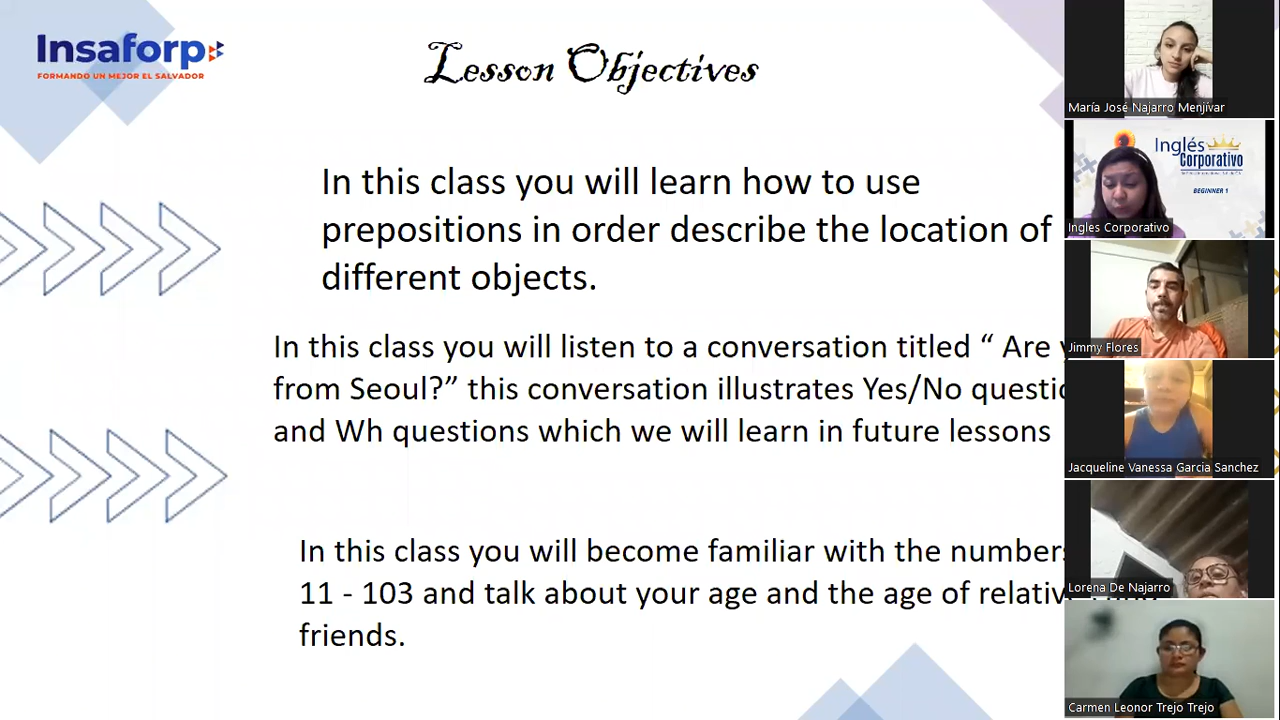 Insaforp
FORMANDO UN MEJOR EL SALVADOR
Lesson Objectives
In this class you will learn how to use
prepositions in order describe the location of
different objects.
In this class you will listen to a conversation titled “ Are
from Seoul?” this conversation illustrates Yes/No
and Wh questions which we will learn in future lessons
In this class you will become familiar with the
11 - 103 and talk about your age and the age of
friends.
María José Najarro Menjívar
Inglés
Corporativo
BEGINNER 1
Ingles Corporativo
Jimmy Flores
Jacqueline Vanessa Garcia Sanchez
Lorena De Najarro
Carmen Leonor Trejo Trejo